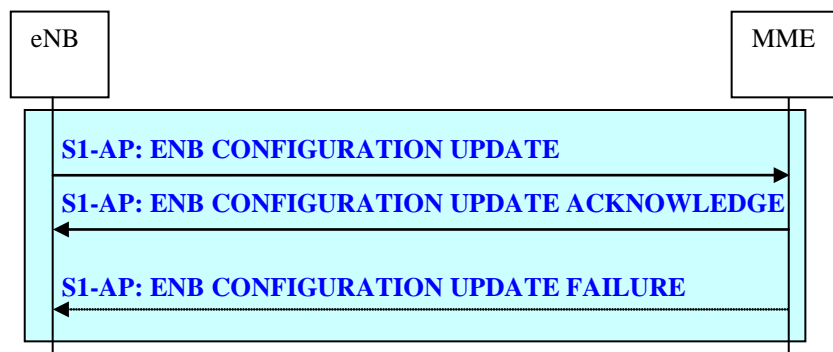 eNB
MME
S1-AP: ENB CONFIGURATION UPDATE
S1-AP: ENB CONFIGURATION UPDATE ACKNOWLEDGE
S1-AP: ENB CONFIGURATION UPDATE FAILURE